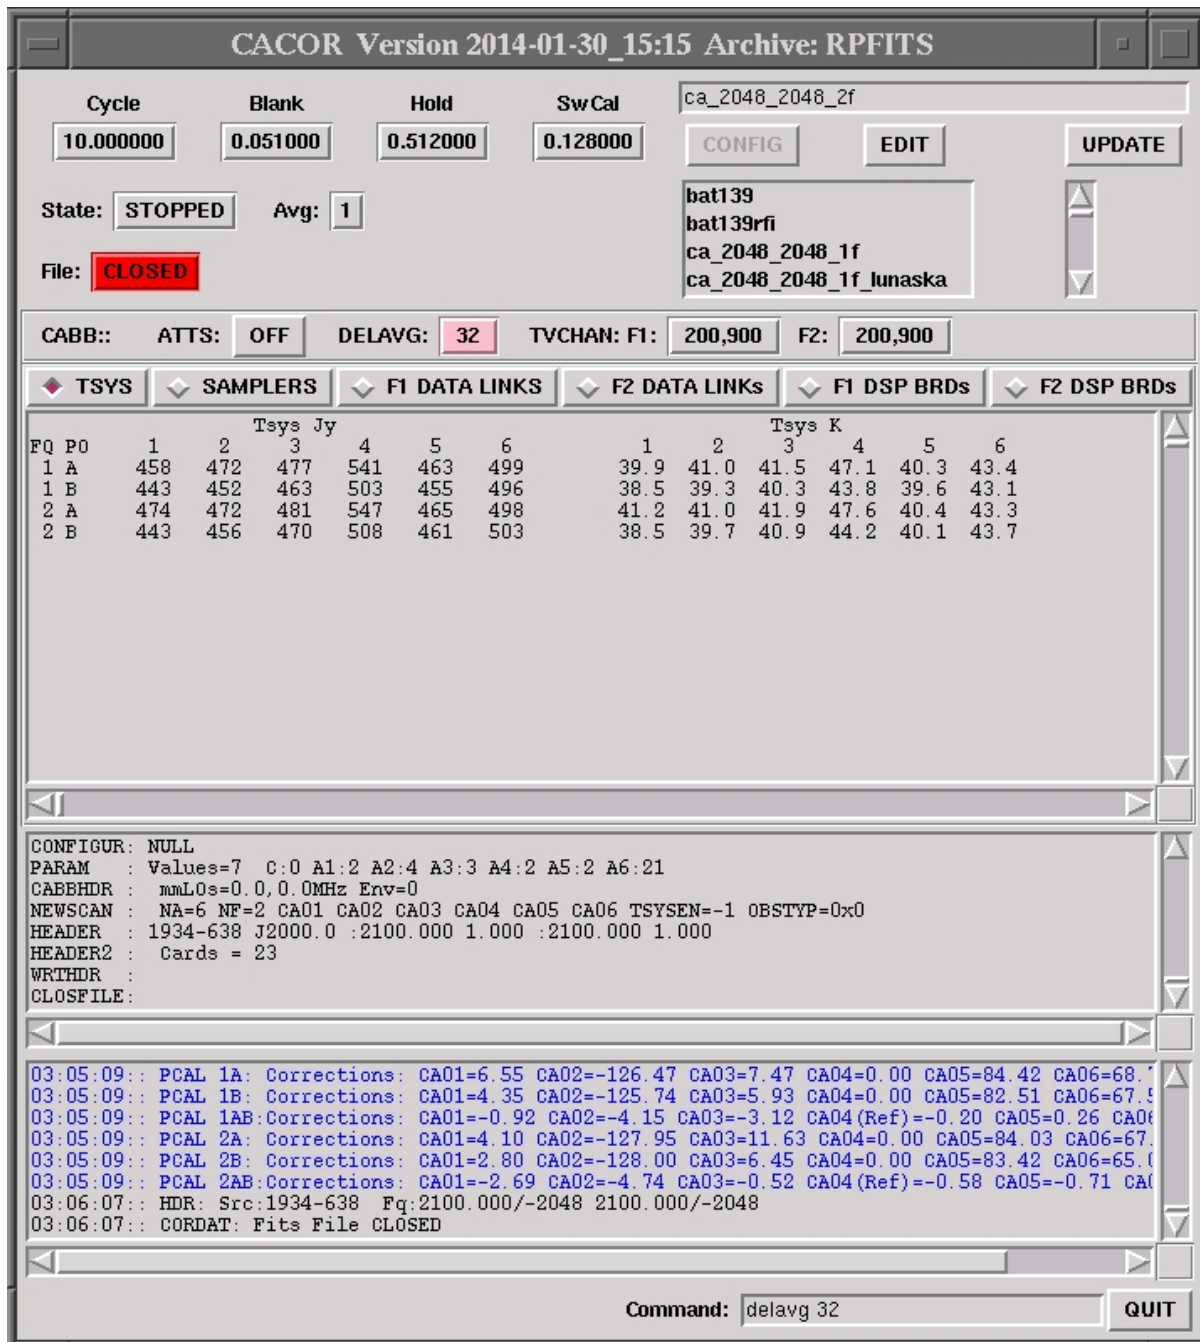 CACOR Version 2014-01-30_15:15 Archive: RPFITS
Cycle Blank Hold SwCal ca_2048_2048_2f
10.000000 0.051000 0.512000 0.128000 CONFIG EDIT UPDATE
State: STOPPED Avg: 1
File: CLOSED
bat139
bat139rfi
ca_2048_2048_1f
ca_2048_2048_1f_lunaska
CABB:: ATTS: OFF DELAVG: 32 TVCHAN: F1: 200,900 F2: 200,900
TSYS SAMPLERS F1 DATA LINKS F2 DATA LINKs F1 DSP BRDs F2 DSP BRDs
Tsys Jy Tsys K
FQ PO 1 2 3 4 5 6 1 2 3 4 5 6
1 A 458 472 477 541 463 499 39.9 41.0 41.5 47.1 40.3 43.4
1 B 443 452 463 503 455 496 38.5 39.3 40.3 43.8 39.6 43.1
2 A 474 472 481 547 465 498 41.2 41.0 41.9 47.6 40.4 43.3
2 B 443 456 470 508 461 503 38.5 39.7 40.9 44.2 40.1 43.7
CONFIGUR: NULL
PARAM : Values=7 C:0 A1:2 A2:4 A3:3 A4:2 A5:2 A6:21
CABBHDR : mmLOs=0.0,0.0MHz Env=0
NEWSCAN : NA=6 NF=2 CA01 CA02 CA03 CA04 CA05 CA06 TSYSEN=-1 OBSTYP=0x0
HEADER : 1934-638 J2000.0 :2100.000 1.000 :2100.000 1.000
HEADER2 : Cards = 23
WRTHDR :
CLOSFILE:
03:05:09:: PCAL 1A: Corrections: CA01=6.55 CA02=-126.47 CA03=7.47 CA04=0.00 CA05=84.42 CA06=68.
03:05:09:: PCAL 1B: Corrections: CA01=4.35 CA02=-125.74 CA03=5.93 CA04=0.00 CA05=82.51 CA06=67.5
03:05:09:: PCAL 1AB:Corrections: CA01=-0.92 CA02=-4.15 CA03=-3.12 CA04(Ref)=-0.20 CA05=0.26 CA06
03:05:09:: PCAL 2A: Corrections: CA01=4.10 CA02=-127.95 CA03=11.63 CA04=0.00 CA05=84.03 CA06=67.
03:05:09:: PCAL 2B: Corrections: CA01=2.80 CA02=-128.00 CA03=6.45 CA04=0.00 CA05=83.42 CA06=65.
03:05:09:: PCAL 2AB:Corrections: CA01=-2.69 CA02=-4.74 CA03=-0.52 CA04(Ref)=-0.58 CA05=-0.71
03:06:07:: HDR: Src:1934-638 Fq:2100.000/-2048 2100.000/-2048
03:06:07:: CORDAT: Fits File CLOSED
Command: delavg 32 QUIT